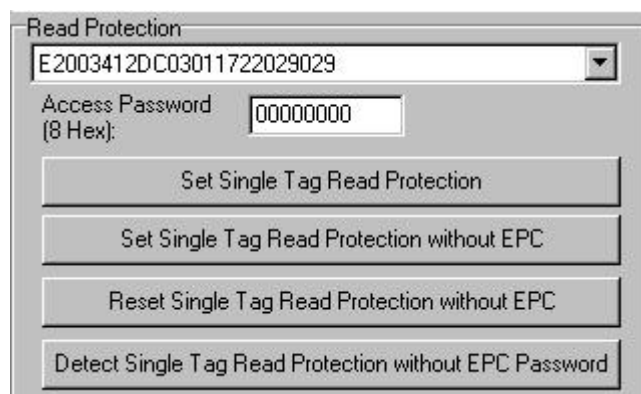 Read Protection
E2003412DC03011722029029
Access Password
(8 Hex):
00000000
Set Single Tag Read Protection
Set Single Tag Read Protection without EPC
Reset Single Tag Read Protection without EPC
Detect Single Tag Read Protection without EPC Password